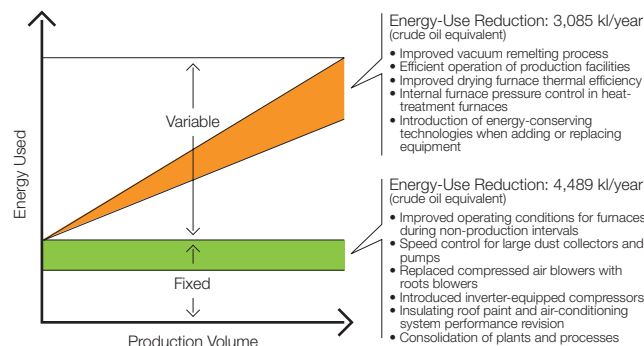 Energy Used
Variable
Fixed
Production Volume
Energy-Use Reduction: 3,085 kl/year
(crude oil equivalent)
• Improved vacuum remelting process
• Efficient operation of production facilities
• Improved drying furnace thermal efficiency
• Internal furnace pressure control in heat-
treatment furnaces
• Introduction of energy-conserving
technologies when adding or replacing
equipment
Energy-Use Reduction: 4,489 kl/year
(crude oil equivalent)
• Improved operating conditions for furnaces
during non-production intervals
• Speed control for large dust collectors and
pumps
• Replaced compressed air blowers with
roots blowers
• Introduced inverter-equipped compressors
• Insulating roof paint and air-conditioning
system performance revision
• Consolidation of plants and processes